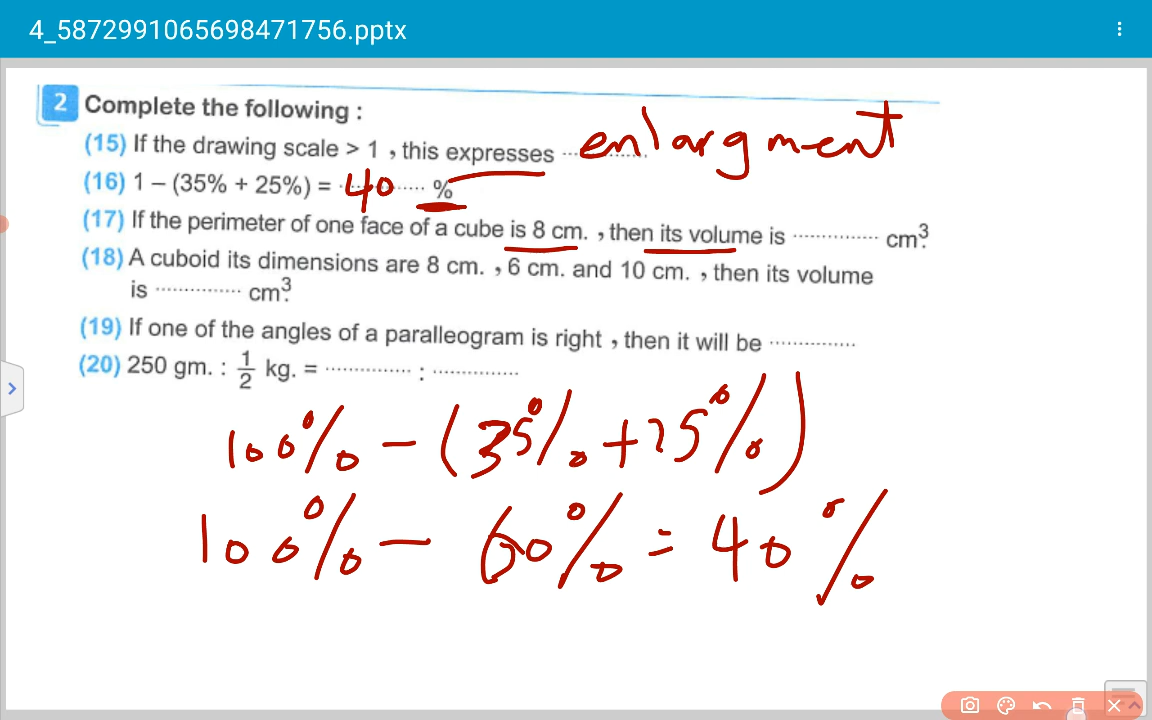 4_5872991065698471756.pptx
2 Complete the following :
(15) If the drawing scale > 1 , this expresses ............ enlargment
(16) 1 – (35% + 25%) = 40 ............ %
(17) If the perimeter of one face of a cube is 8 cm. , then its volume is .............. cm³.
(18) A cuboid its dimensions are 8 cm. , 6 cm. and 10 cm. , then its volume
is .............. cm³.
(19) If one of the angles of a paralleogram is right , then it will be ..............
(20) 250 gm. : 1/2 kg. = .............. : ..............
100% – (35% + 25%)
100% – 60% = 40%